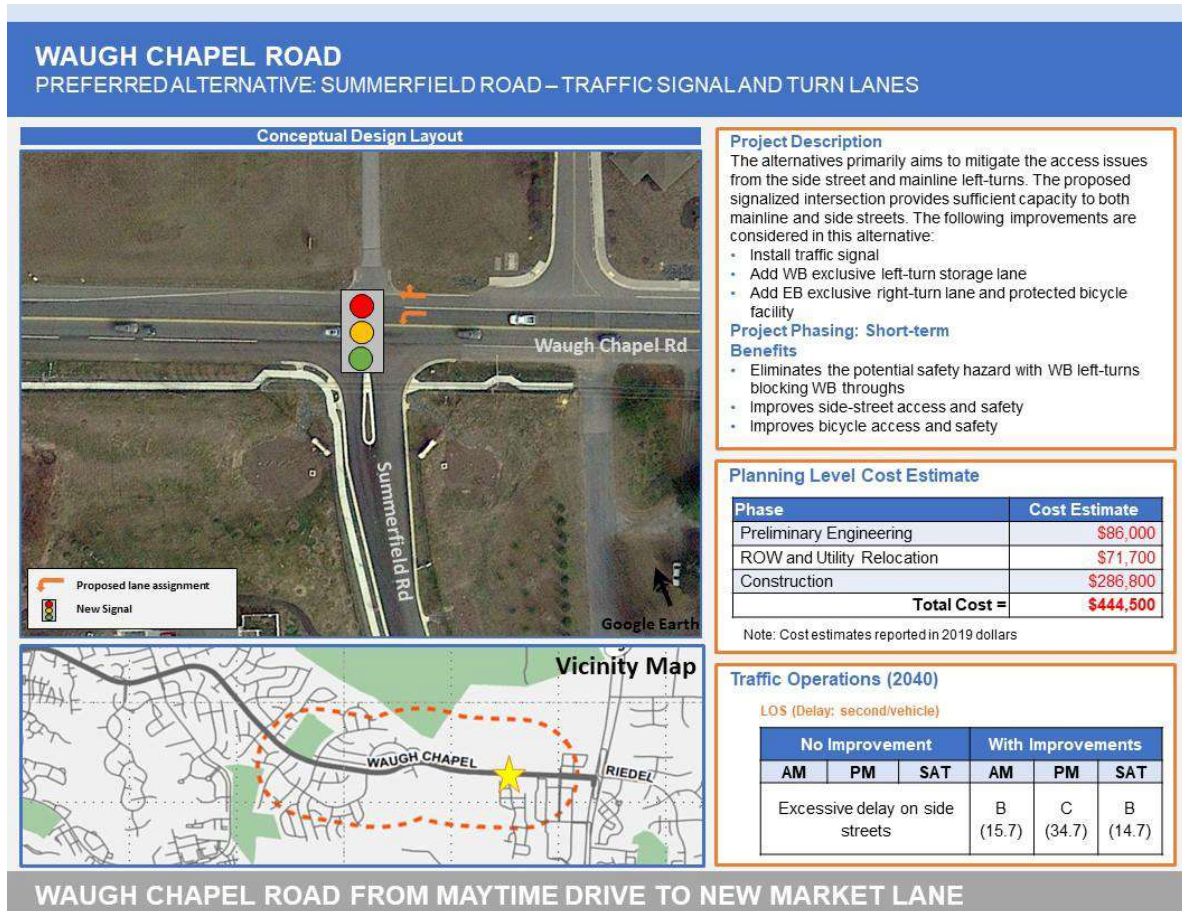 WAUGH CHAPEL ROAD
PREFERRED ALTERNATIVE: SUMMERFIELD ROAD – TRAFFIC SIGNAL AND TURN LANES
Conceptual Design Layout
Waugh Chapel Rd
Summerfield Rd
Proposed lane assignment
New Signal
Google Earth
Vicinity Map
WAUGH CHAPEL
RIEDEL
Project Description
The alternatives primarily aims to mitigate the access issues
from the side street and mainline left-turns. The proposed
signalized intersection provides sufficient capacity to both
mainline and side streets. The following improvements are
considered in this alternative:
• Install traffic signal
• Add WB exclusive left-turn storage lane
• Add EB exclusive right-turn lane and protected bicycle
facility
Project Phasing: Short-term
Benefits
• Eliminates the potential safety hazard with WB left-turns
blocking WB throughs
• Improves side-street access and safety
• Improves bicycle access and safety
Planning Level Cost Estimate
Phase Cost Estimate
Preliminary Engineering $86,000
ROW and Utility Relocation $71,700
Construction $286,800
Total Cost = $444,500
Note: Cost estimates reported in 2019 dollars
Traffic Operations (2040)
LOS (Delay: second/vehicle)
No Improvement With Improvements
AM PM SAT AM PM SAT
Excessive delay on side B C B
streets (15.7) (34.7) (14.7)
WAUGH CHAPEL ROAD FROM MAYTIME DRIVE TO NEW MARKET LANE